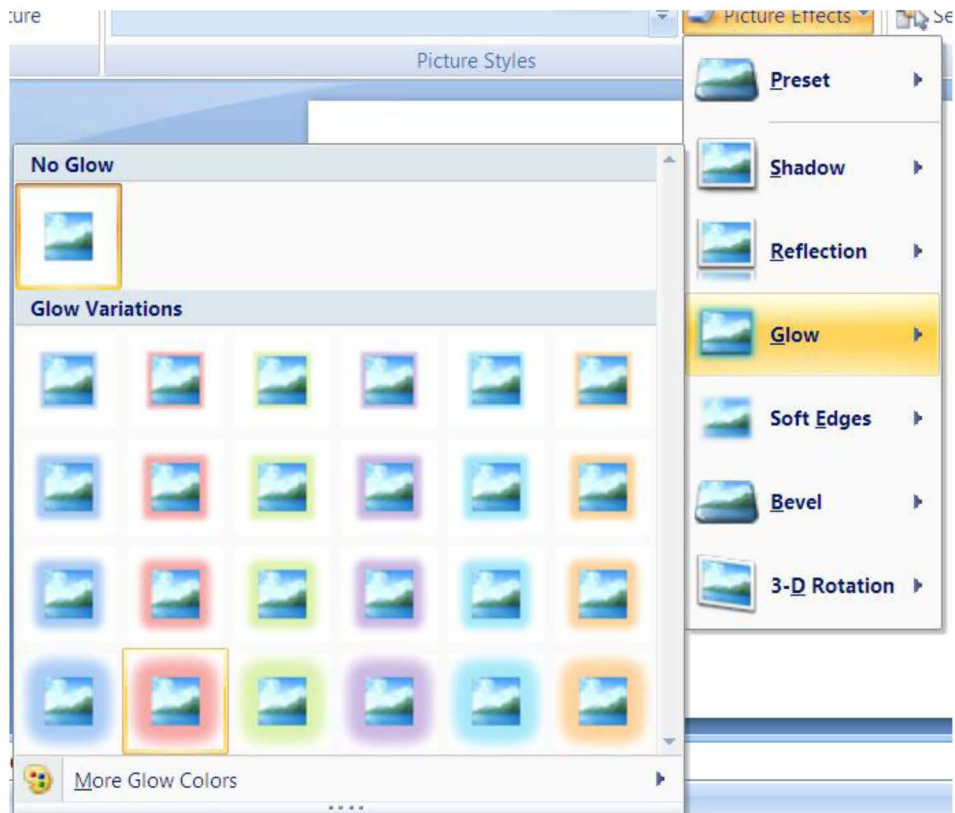 ture
Picture Effects
Se
Picture Styles
Preset
Shadow
Reflection
Glow
Soft Edges
Bevel
3-D Rotation
No Glow
Glow Variations
More Glow Colors